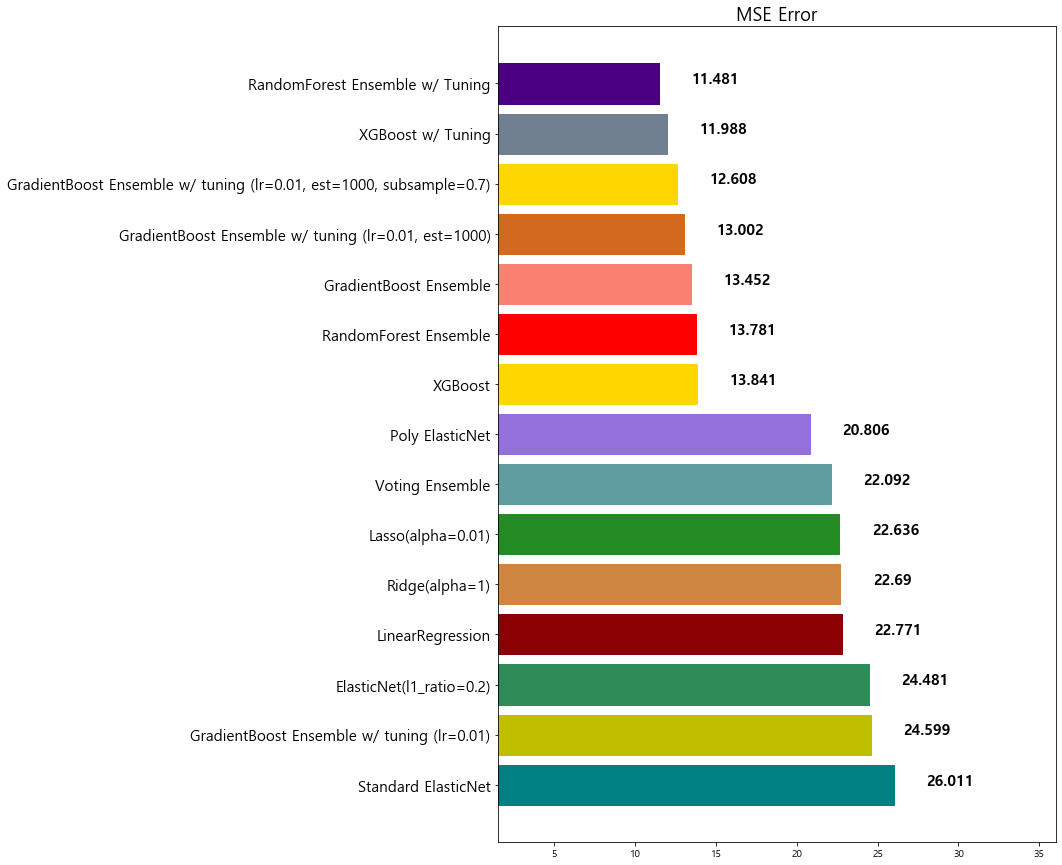 MSE Error
RandomForest Ensemble w/ Tuning 11.481
XGBoost w/ Tuning 11.988
GradientBoost Ensemble w/ tuning (lr=0.01, est=1000, subsample=0.7) 12.608
GradientBoost Ensemble w/ tuning (lr=0.01, est=1000) 13.002
GradientBoost Ensemble 13.452
RandomForest Ensemble 13.781
XGBoost 13.841
Poly ElasticNet 20.806
Voting Ensemble 22.092
Lasso(alpha=0.01) 22.636
Ridge(alpha=1) 22.69
LinearRegression 22.771
ElasticNet(l1_ratio=0.2) 24.481
GradientBoost Ensemble w/ tuning (lr=0.01) 24.599
Standard ElasticNet 26.011
5 10 15 20 25 30 35